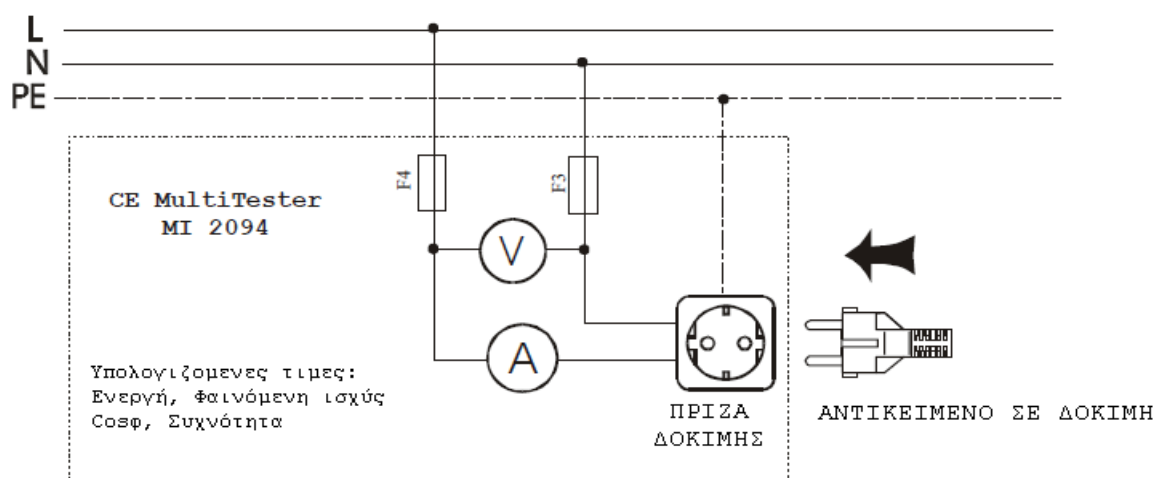 L
N
PE
F4
F3
CE MultiTester
MI 2094
V
A
Υπολογιζομενες τιμες:
Ενεργή, Φαινόμενη ισχύς
Cosφ, Συχνότητα
ΠΡΙΖΑ
ΔΟΚΙΜΗΣ
ΑΝΤΙΚΕΙΜΕΝΟ ΣΕ ΔΟΚΙΜΗ